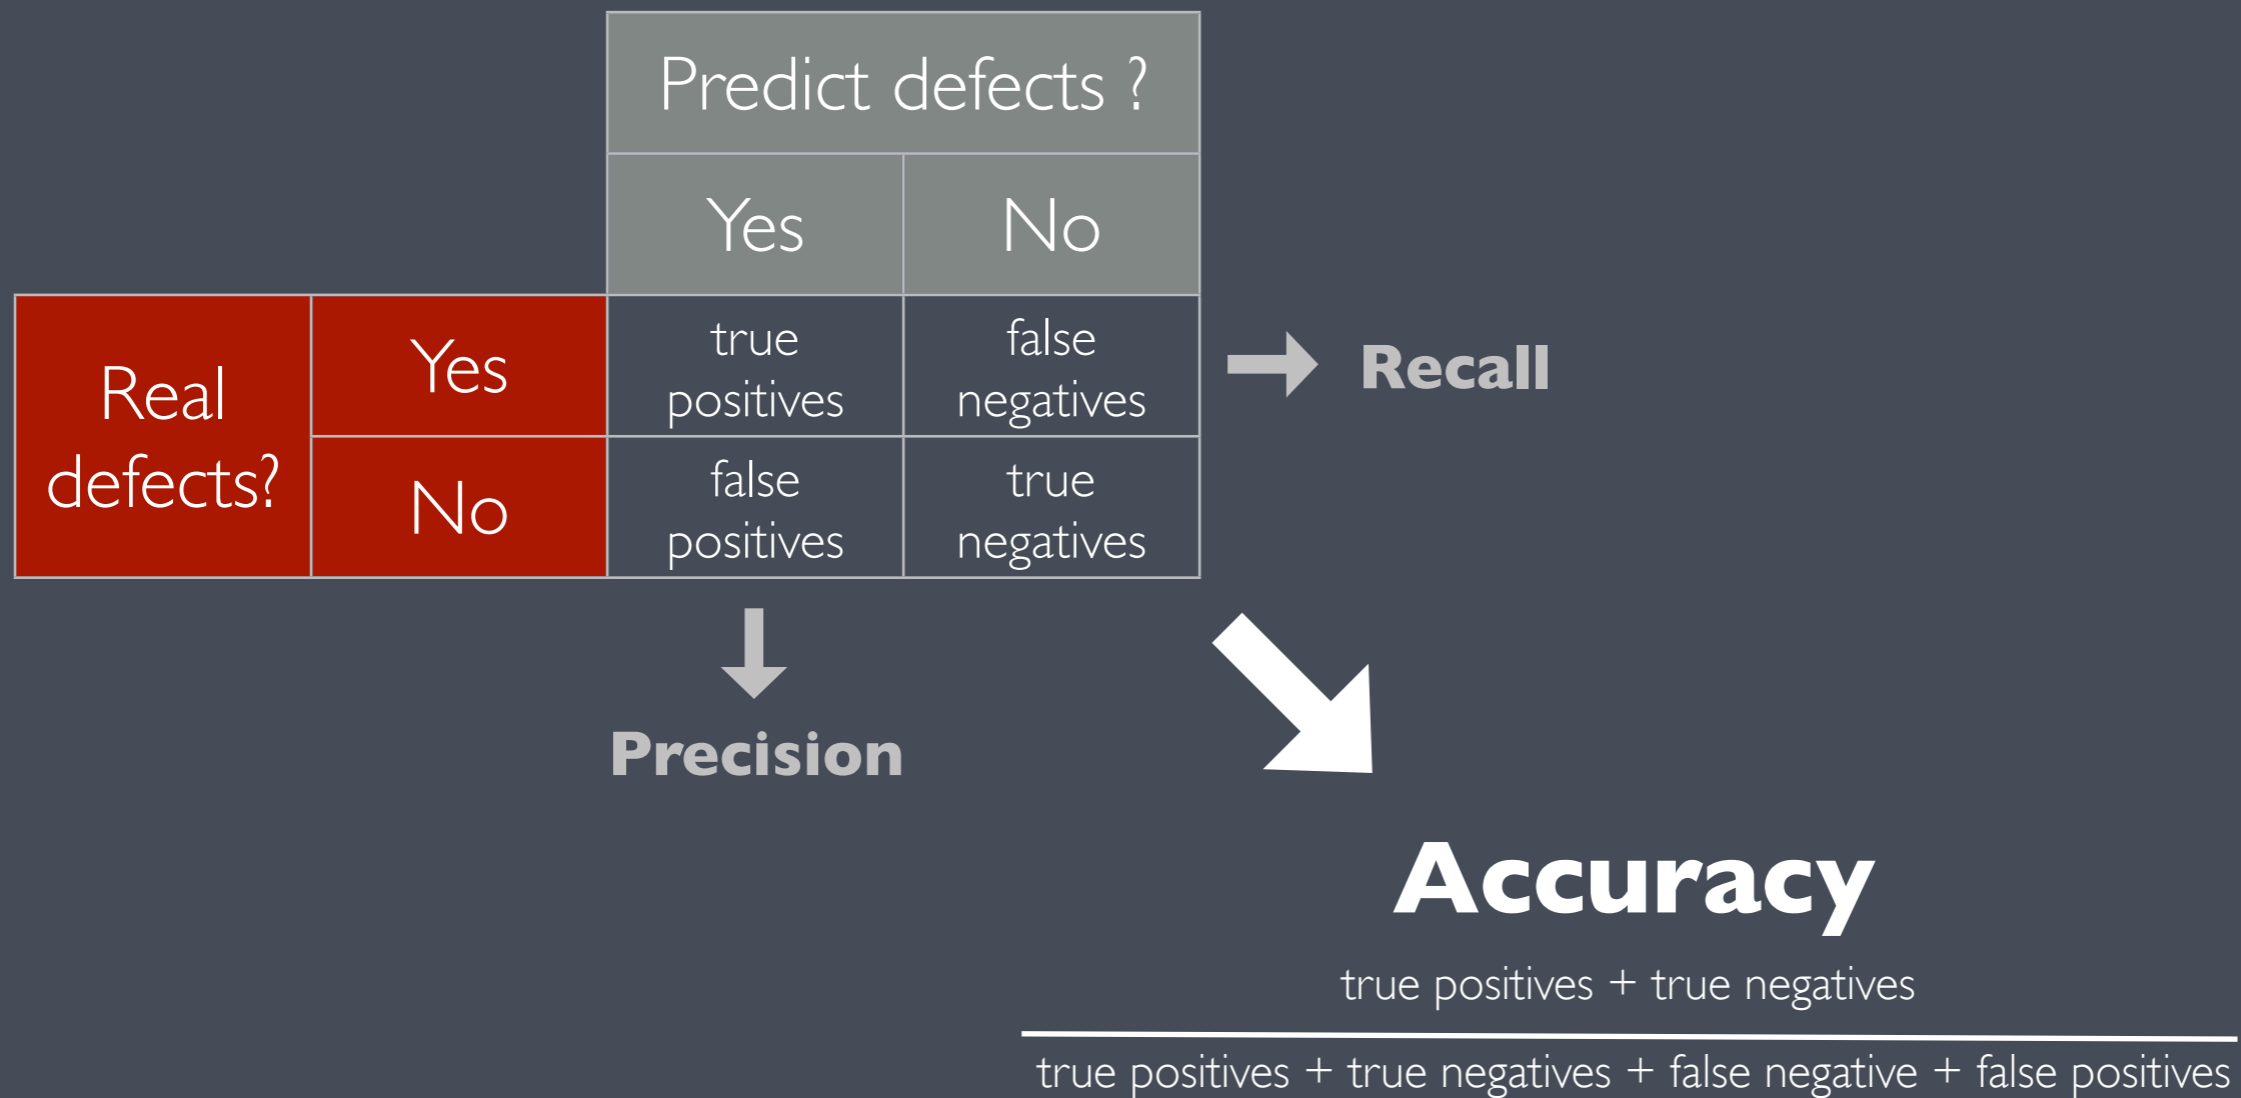 Predict defects ?
Yes
No
Real
defects?
Yes
true
positives
false
negatives
Recall
No
false
positives
true
negatives
Precision
Accuracy
true positives + true negatives
true positives + true negatives + false negative + false positives